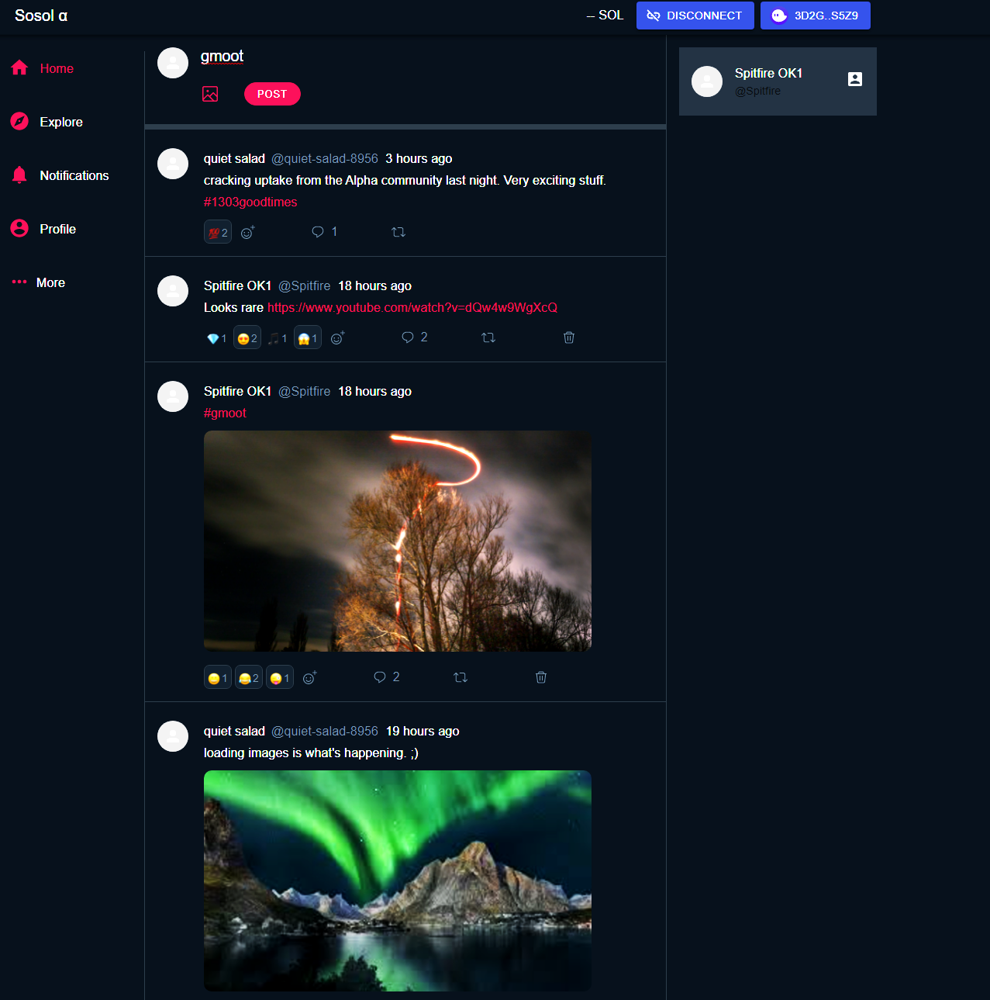 Sosol α
-- SOL
DISCONNECT
3D2G..S5Z9
Home
Explore
Notifications
Profile
More
gmoot
POST
quiet salad @quiet-salad-8956 3 hours ago
cracking uptake from the Alpha community last night. Very exciting stuff.
#1303goodtimes
💯 2
1
Spitfire OK1 @Spitfire 18 hours ago
Looks rare https://www.youtube.com/watch?v=dQw4w9WgXcQ
💎 1 😍 2 🎵 1 😱 1
2
Spitfire OK1 @Spitfire 18 hours ago
#gmoot
1 😂 2 😜 1
2
quiet salad @quiet-salad-8956 19 hours ago
loading images is what's happening. ;)
Spitfire OK1
@Spitfire